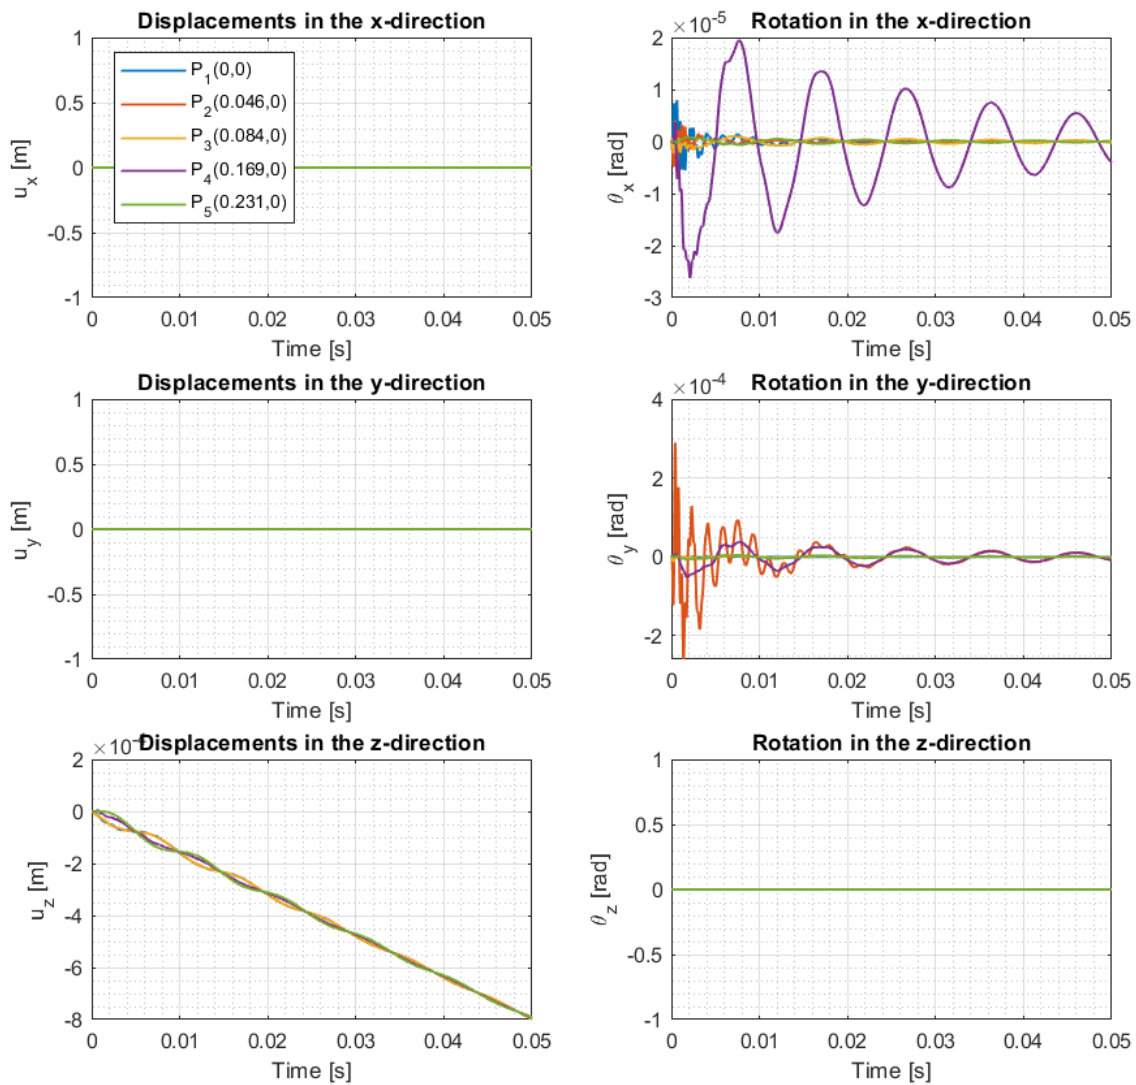 Displacements in the x-direction
1
0.5
0
-0.5
-1
u_x [m]
P_1(0,0)
P_2(0.046,0)
P_3(0.084,0)
P_4(0.169,0)
P_5(0.231,0)
0 0.01 0.02 0.03 0.04 0.05
Time [s]
Rotation in the x-direction
×10^-5
2
1
0
-1
-2
-3
θ_x [rad]
0 0.01 0.02 0.03 0.04 0.05
Time [s]
Displacements in the y-direction
1
0.5
0
-0.5
-1
u_y [m]
0 0.01 0.02 0.03 0.04 0.05
Time [s]
Rotation in the y-direction
×10^-4
4
2
0
-2
θ_y [rad]
0 0.01 0.02 0.03 0.04 0.05
Time [s]
Displacements in the z-direction
2
0
-2
-4
-6
-8
u_z [m]
0 0.01 0.02 0.03 0.04 0.05
Time [s]
Rotation in the z-direction
1
0.5
0
-0.5
-1
θ_z [rad]
0 0.01 0.02 0.03 0.04 0.05
Time [s]